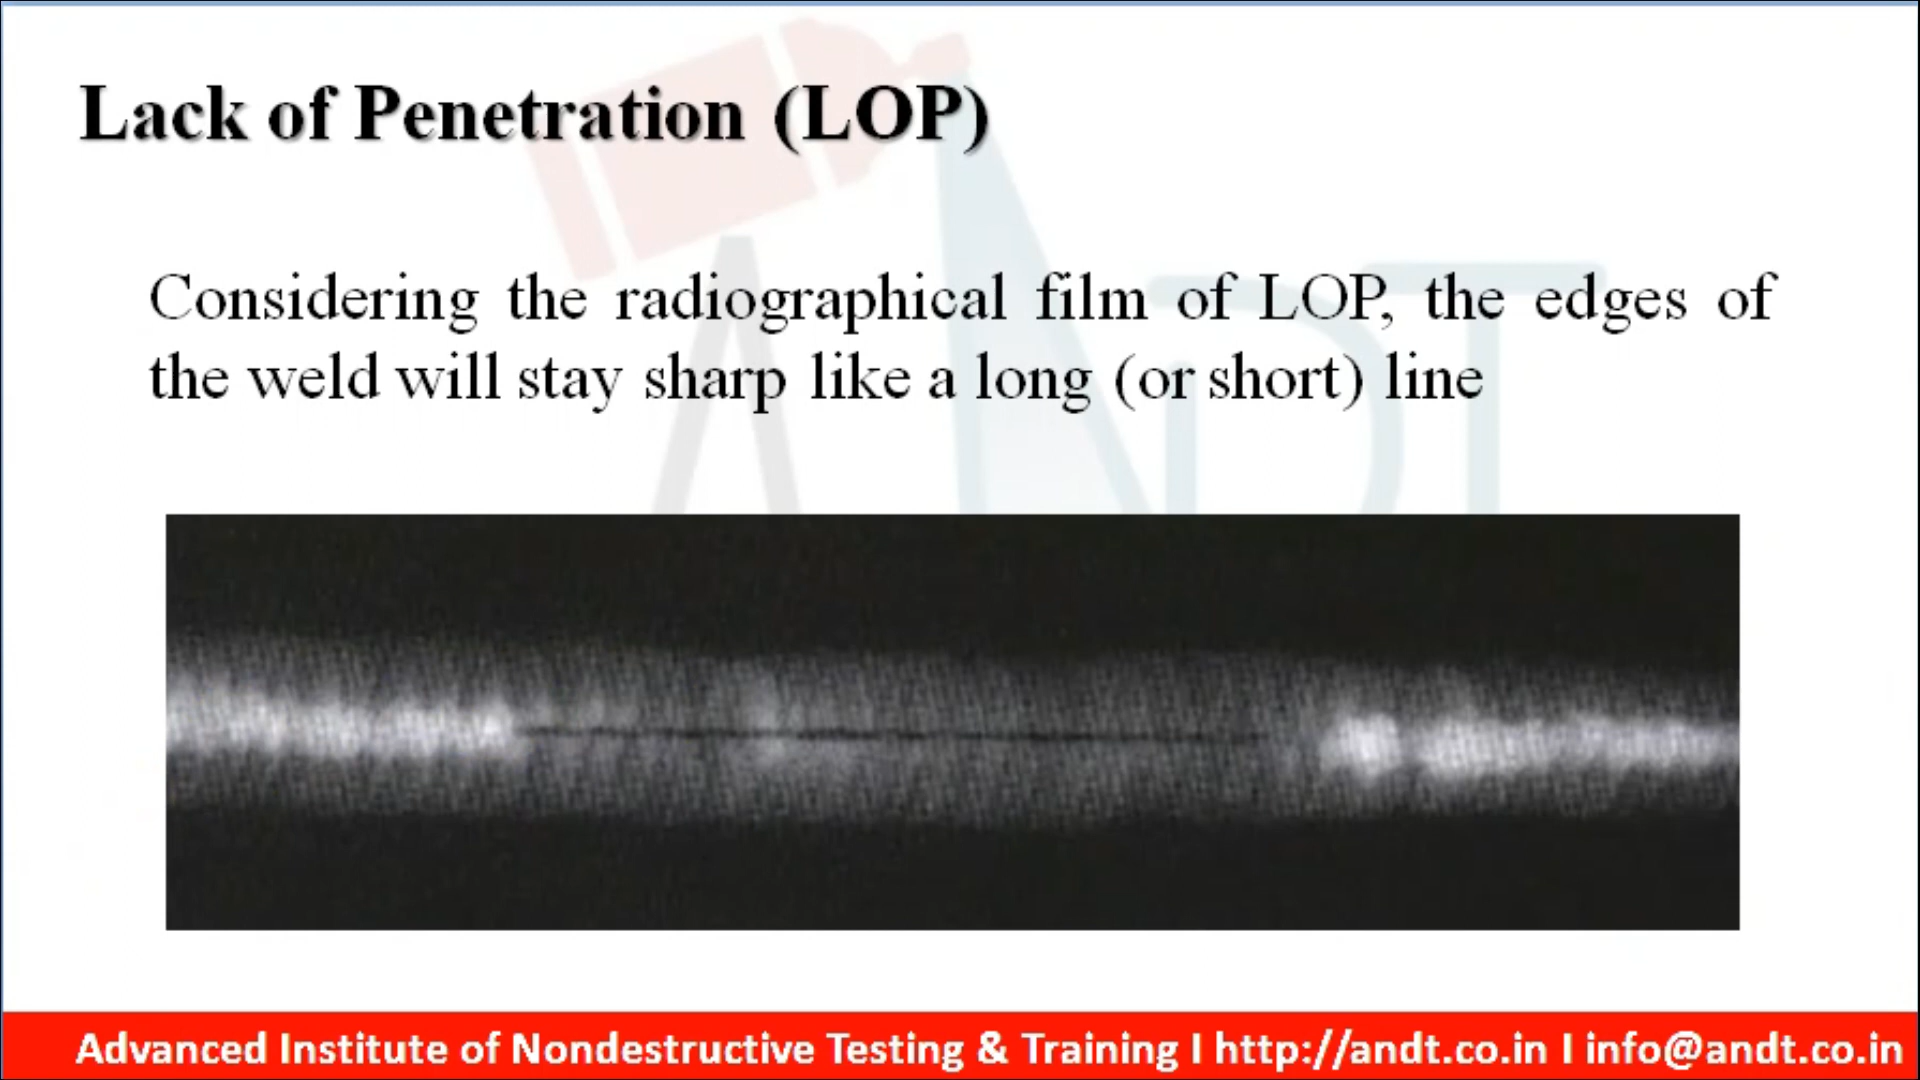 Lack of Penetration (LOP)
Considering the radiographical film of LOP, the edges of
the weld will stay sharp like a long (or short) line
Advanced Institute of Nondestructive Testing & Training I http://andt.co.in I info@andt.co.in